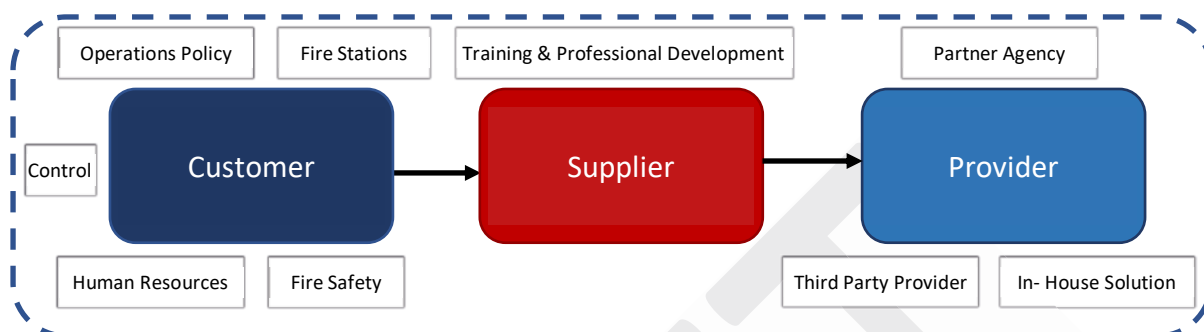 Operations Policy
Fire Stations
Training & Professional Development
Partner Agency
Control
Customer
Supplier
Provider
Human Resources
Fire Safety
Third Party Provider
In- House Solution